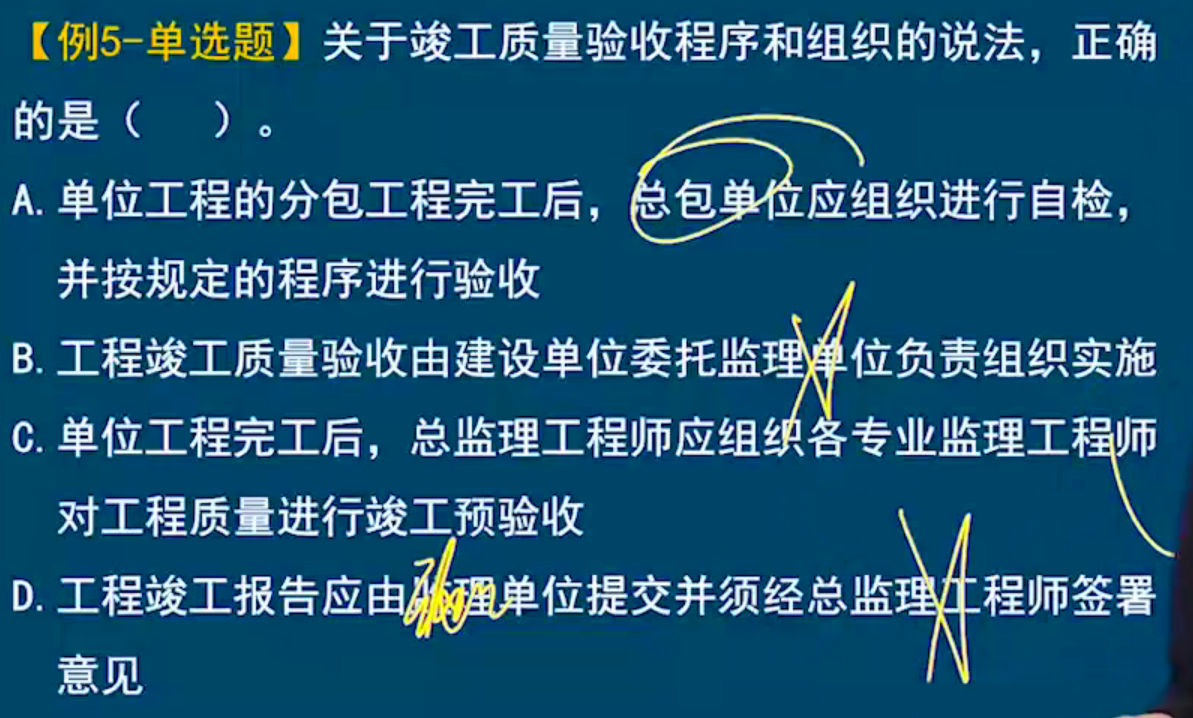 【例5-单选题】关于竣工质量验收程序和组织的说法，正确
的是（　　）。
A. 单位工程的分包工程完工后，总包单位应组织进行自检，
并按规定的程序进行验收
B. 工程竣工质量验收由建设单位委托监理单位负责组织实施
C. 单位工程完工后，总监理工程师应组织各专业监理工程师
对工程质量进行竣工预验收
D. 工程竣工报告应由监理单位提交并须经总监理工程师签署
意见